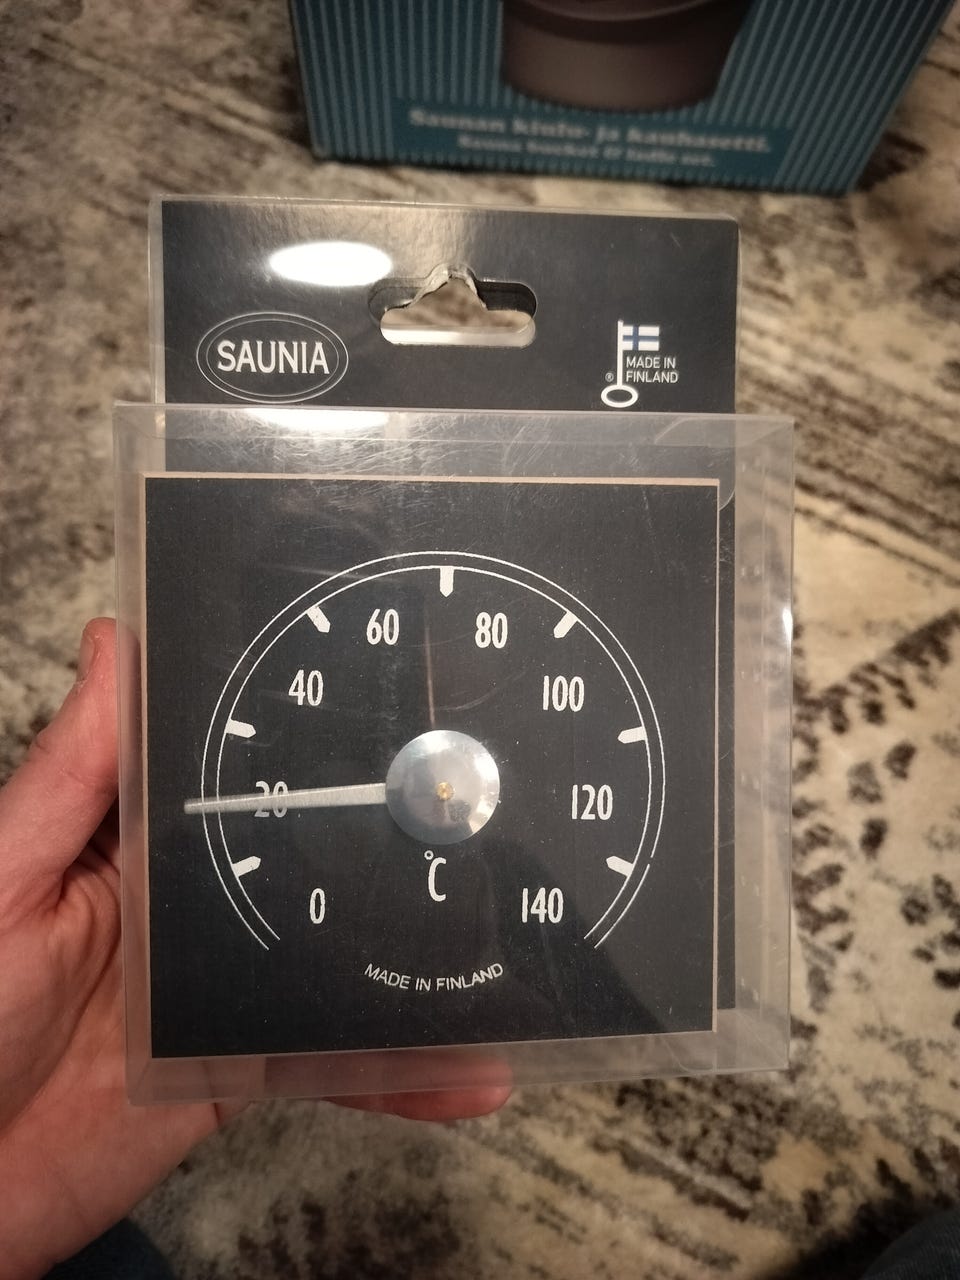 Saunan kiulu- ja kauhasetti.
Sauna bucket & ladle set.
SAUNIA
MADE IN
® FINLAND
60 80
40 100
20 120
0 °C 140
MADE IN FINLAND